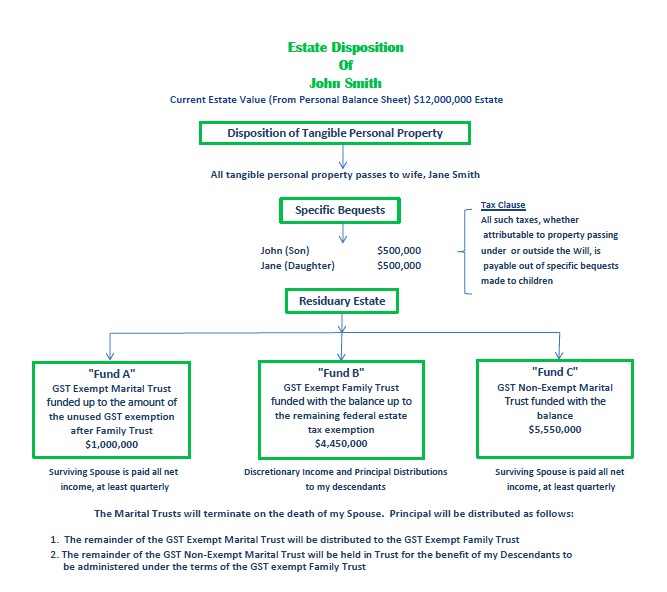 Estate Disposition
Of
John Smith
Current Estate Value (From Personal Balance Sheet) $12,000,000 Estate
Disposition of Tangible Personal Property
All tangible personal property passes to wife, Jane Smith
Specific Bequests
John (Son) $500,000
Jane (Daughter) $500,000
Tax Clause
All such taxes, whether
attributable to property passing
under or outside the Will, is
payable out of specific bequests
made to children
Residuary Estate
"Fund A"
GST Exempt Marital Trust
funded up to the amount of
the unused GST exemption
after Family Trust
$1,000,000
Surviving Spouse is paid all net
income, at least quarterly
"Fund B"
GST Exempt Family Trust
funded with the balance up to
the remaining federal estate
tax exemption
$4,450,000
Discretionary Income and Principal Distributions
to my descendants
"Fund C"
GST Non-Exempt Marital
Trust funded with the
balance
$5,550,000
Surviving Spouse is paid all net
income, at least quarterly
The Marital Trusts will terminate on the death of my Spouse. Principal will be distributed as follows:
1. The remainder of the GST Exempt Marital Trust will be distributed to the GST Exempt Family Trust
2. The remainder of the GST Non-Exempt Marital Trust will be held in Trust for the benefit of my Descendants to
be administered under the terms of the GST exempt Family Trust